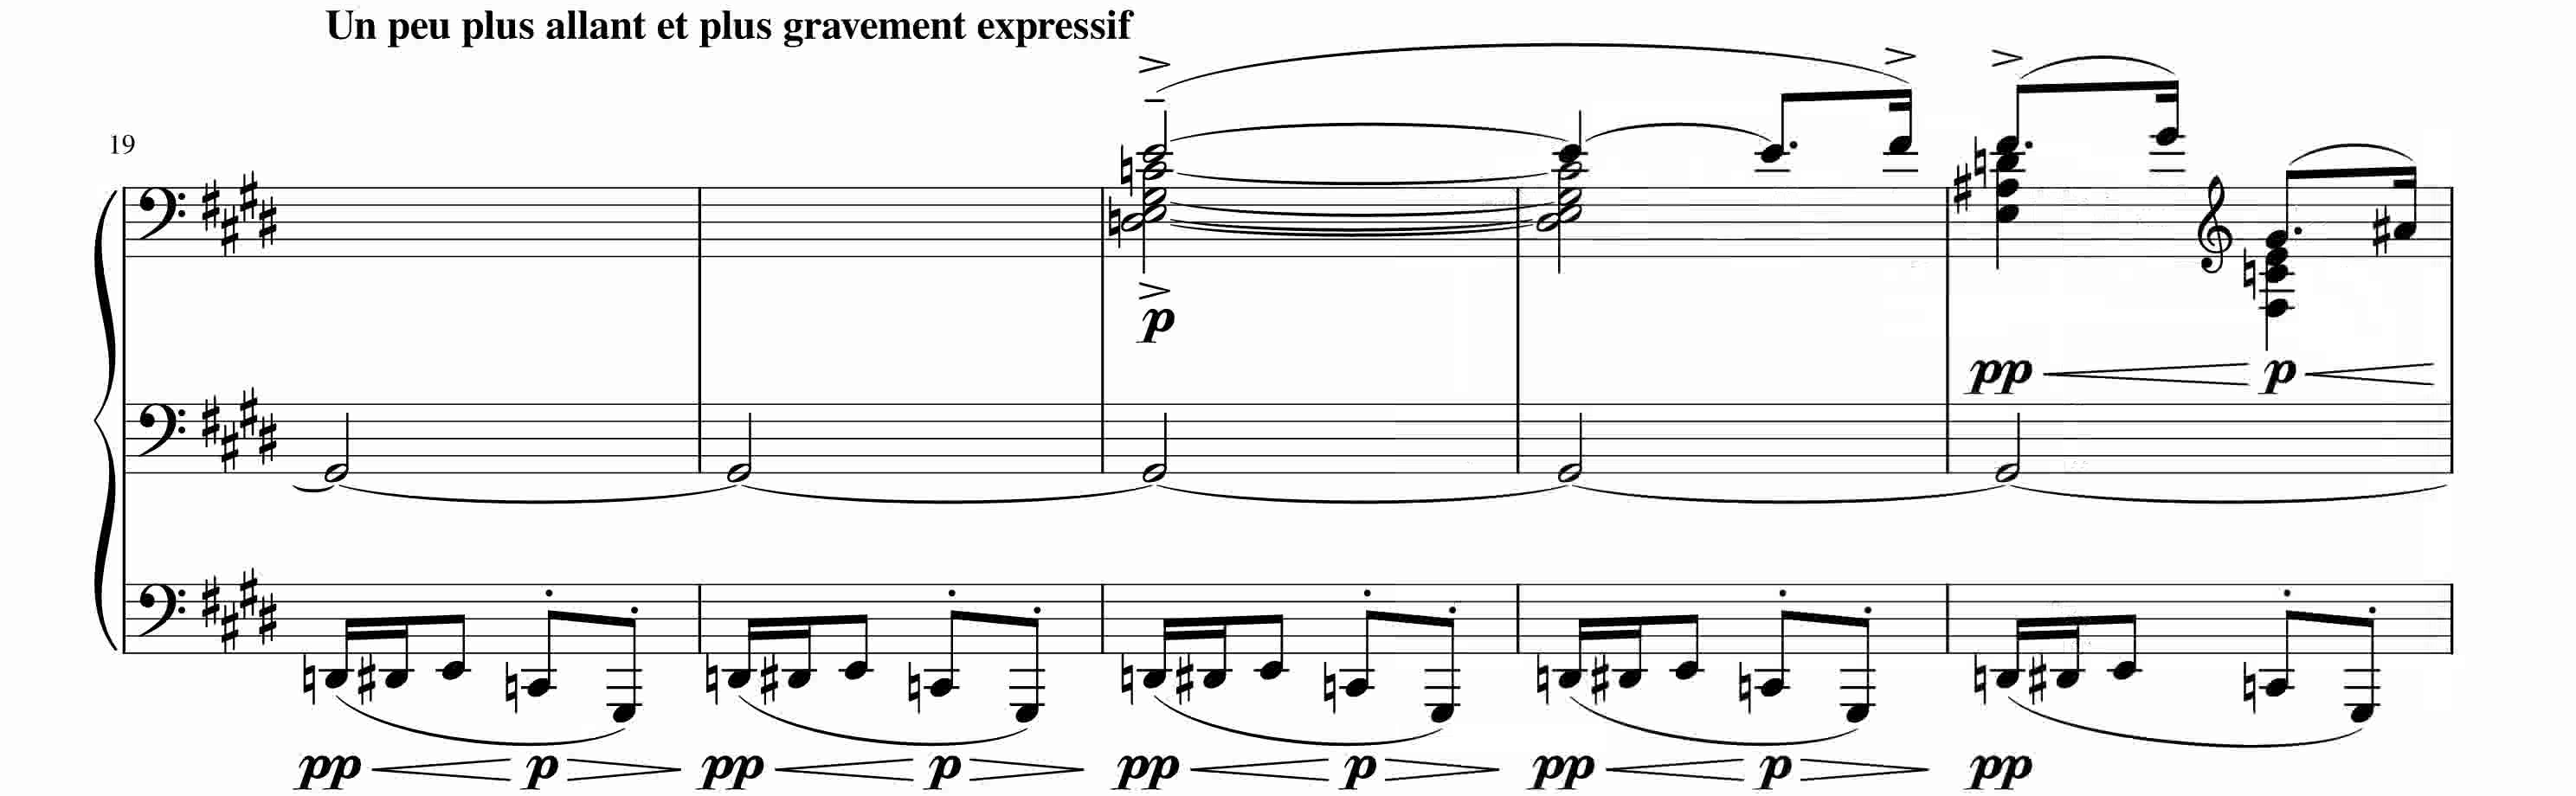 Un peu plus allant et plus gravement expressif
19
p
pp p
pp p pp p pp p pp p pp